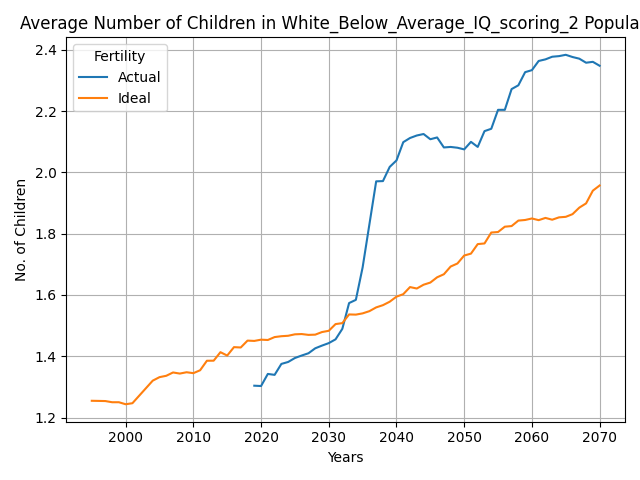 Average Number of Children in White_Below_Average_IQ_scoring_2 Popula
Fertility
Actual
Ideal
No. of Children
2.4
2.2
2.0
1.8
1.6
1.4
1.2
2000 2010 2020 2030 2040 2050 2060 2070
Years